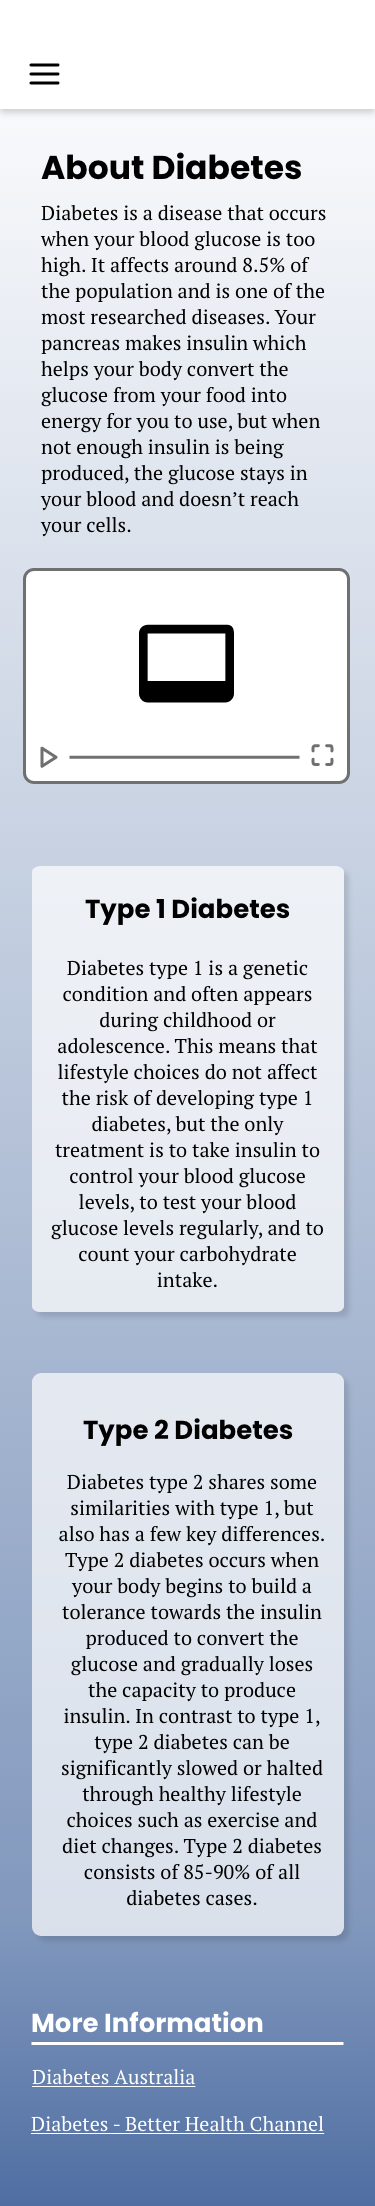 About Diabetes
Diabetes is a disease that occurs
when your blood glucose is too
high. It affects around 8.5% of
the population and is one of the
most researched diseases. Your
pancreas makes insulin which
helps your body convert the
glucose from your food into
energy for you to use, but when
not enough insulin is being
produced, the glucose stays in
your blood and doesn’t reach
your cells.
Type 1 Diabetes
Diabetes type 1 is a genetic
condition and often appears
during childhood or
adolescence. This means that
lifestyle choices do not affect
the risk of developing type 1
diabetes, but the only
treatment is to take insulin to
control your blood glucose
levels, to test your blood
glucose levels regularly, and to
count your carbohydrate
intake.
Type 2 Diabetes
Diabetes type 2 shares some
similarities with type 1, but
also has a few key differences.
Type 2 diabetes occurs when
your body begins to build a
tolerance towards the insulin
produced to convert the
glucose and gradually loses
the capacity to produce
insulin. In contrast to type 1,
type 2 diabetes can be
significantly slowed or halted
through healthy lifestyle
choices such as exercise and
diet changes. Type 2 diabetes
consists of 85-90% of all
diabetes cases.
More Information
Diabetes Australia
Diabetes - Better Health Channel